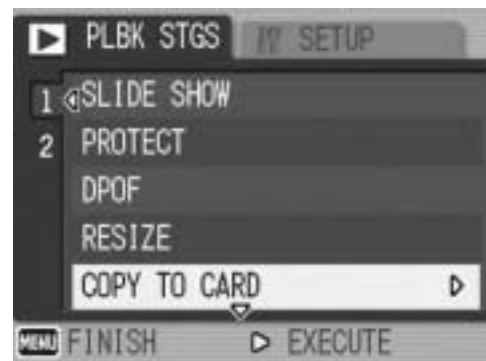 PLBK STGS SETUP
1 SLIDE SHOW
2 PROTECT
DPOF
RESIZE
COPY TO CARD
MENU FINISH EXECUTE